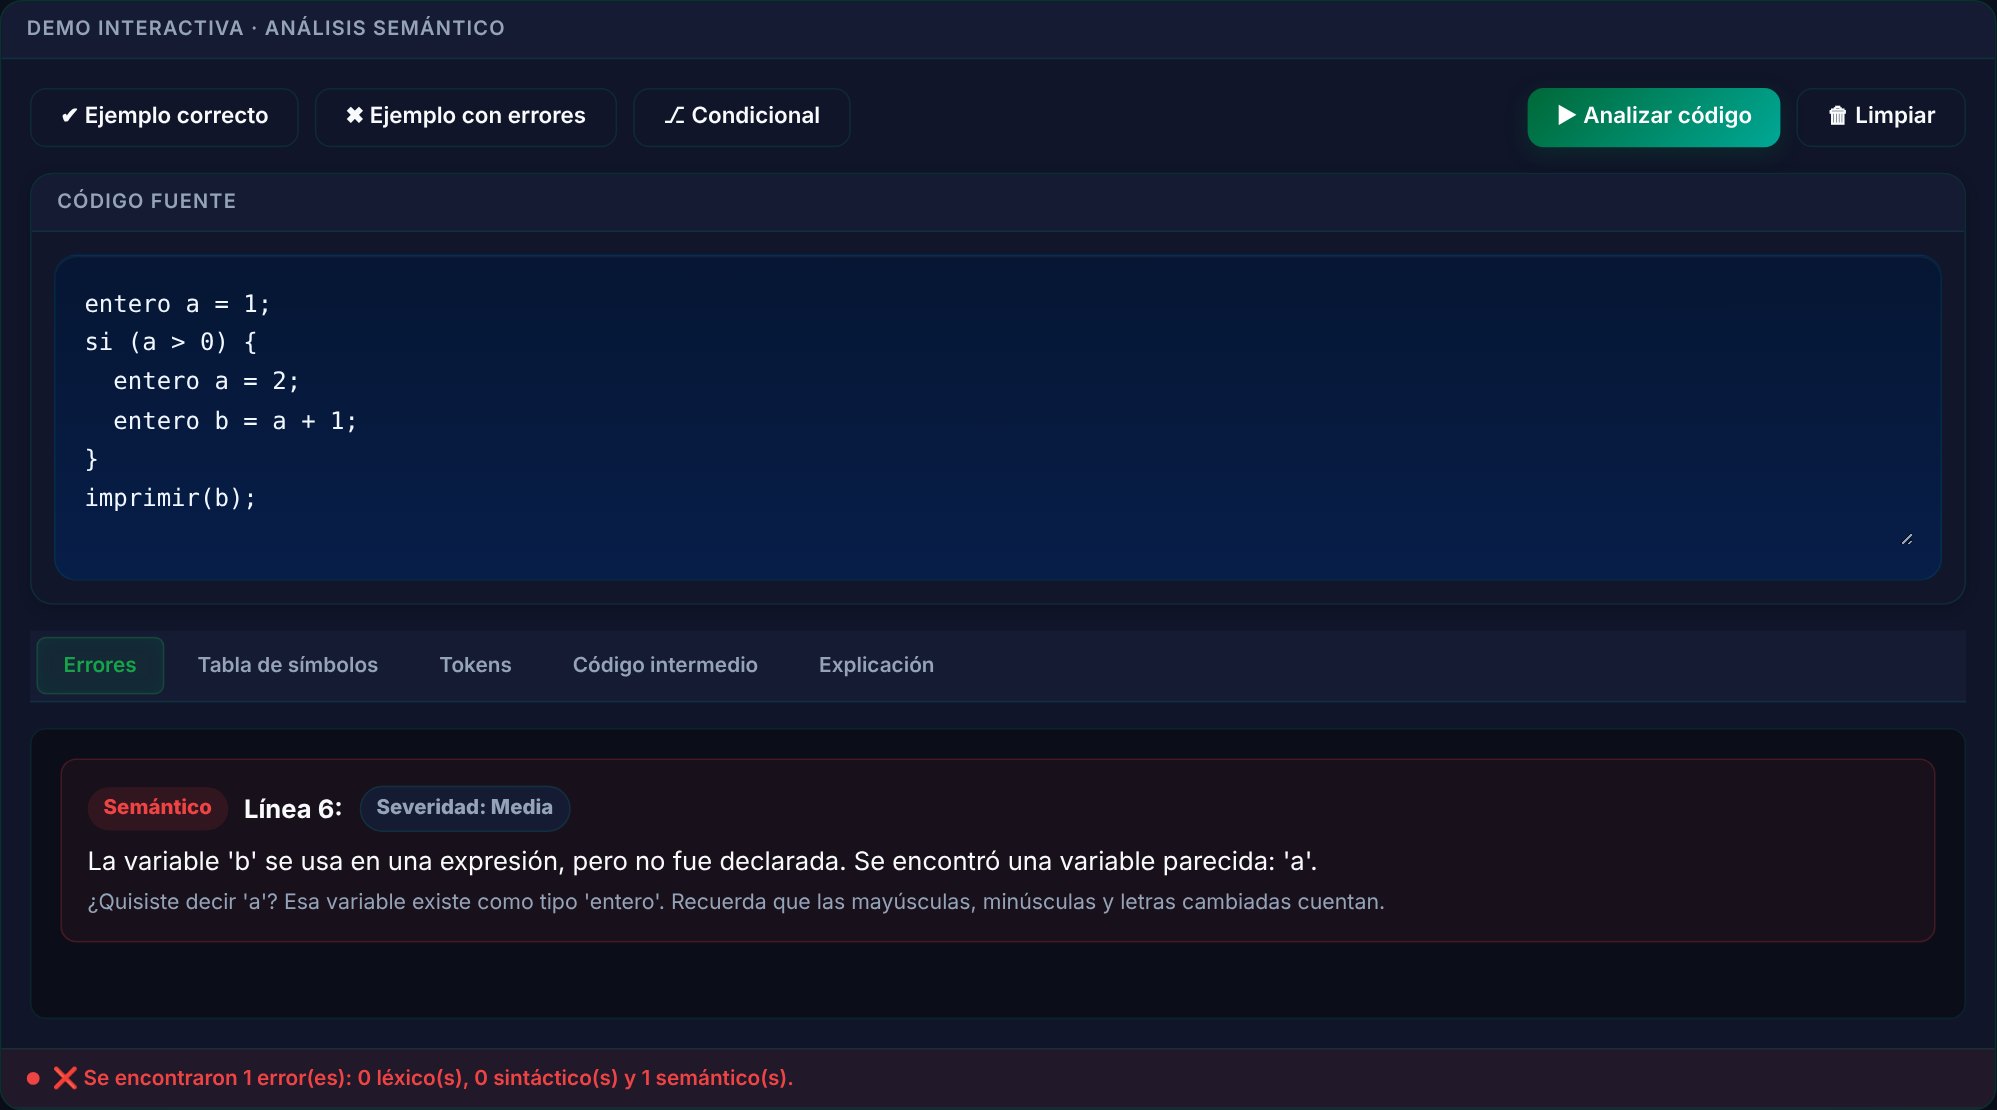 DEMO INTERACTIVA · ANÁLISIS SEMÁNTICO
✔ Ejemplo correcto
✖ Ejemplo con errores
⎇ Condicional
▶ Analizar código
🗑 Limpiar
CÓDIGO FUENTE
entero a = 1;
si (a > 0) {
  entero a = 2;
  entero b = a + 1;
}
imprimir(b);
Errores
Tabla de símbolos
Tokens
Código intermedio
Explicación
Semántico Línea 6: Severidad: Media
La variable 'b' se usa en una expresión, pero no fue declarada. Se encontró una variable parecida: 'a'.
¿Quisiste decir 'a'? Esa variable existe como tipo 'entero'. Recuerda que las mayúsculas, minúsculas y letras cambiadas cuentan.
❌ Se encontraron 1 error(es): 0 léxico(s), 0 sintáctico(s) y 1 semántico(s).